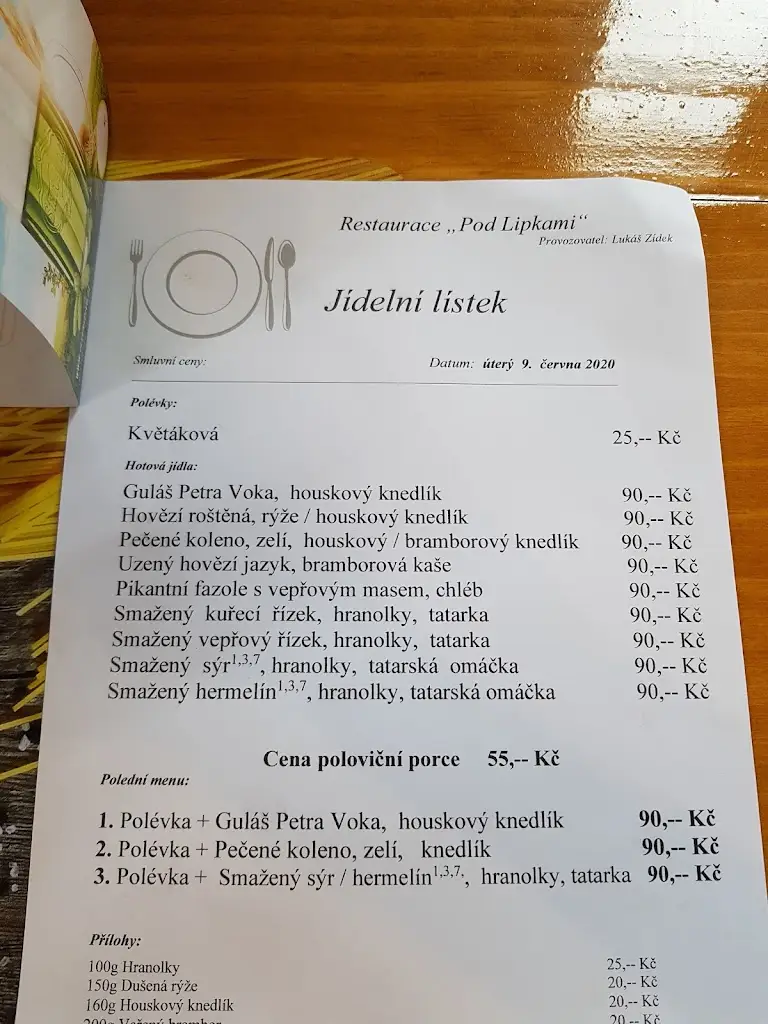 Restaurace „Pod Lipkami“
Provozovatel: Lukáš Zídek
Jídelní lístek
Smluvní ceny: Datum: úterý 9. června 2020
Polévky:
Květáková 25,-- Kč
Hotová jídla:
Guláš Petra Voka, houskový knedlík 90,-- Kč
Hovězí roštěná, rýže / houskový knedlík 90,-- Kč
Pečené koleno, zelí, houskový / bramborový knedlík 90,-- Kč
Uzený hovězí jazyk, bramborová kaše 90,-- Kč
Pikantní fazole s vepřovým masem, chléb 90,-- Kč
Smažený kuřecí řízek, hranolky, tatarka 90,-- Kč
Smažený vepřový řízek, hranolky, tatarka 90,-- Kč
Smažený sýr1,3,7, hranolky, tatarská omáčka 90,-- Kč
Smažený hermelín1,3,7, hranolky, tatarská omáčka 90,-- Kč
Cena poloviční porce 55,-- Kč
Polední menu:
1. Polévka + Guláš Petra Voka, houskový knedlík 90,-- Kč
2. Polévka + Pečené koleno, zelí, knedlík 90,-- Kč
3. Polévka + Smažený sýr / hermelín1,3,7,, hranolky, tatarka 90,-- Kč
Přílohy:
100g Hranolky 25,-- Kč
150g Dušená rýže 20,-- Kč
160g Houskový knedlík 20,-- Kč
200g Vařený brambor 20,-- Kč